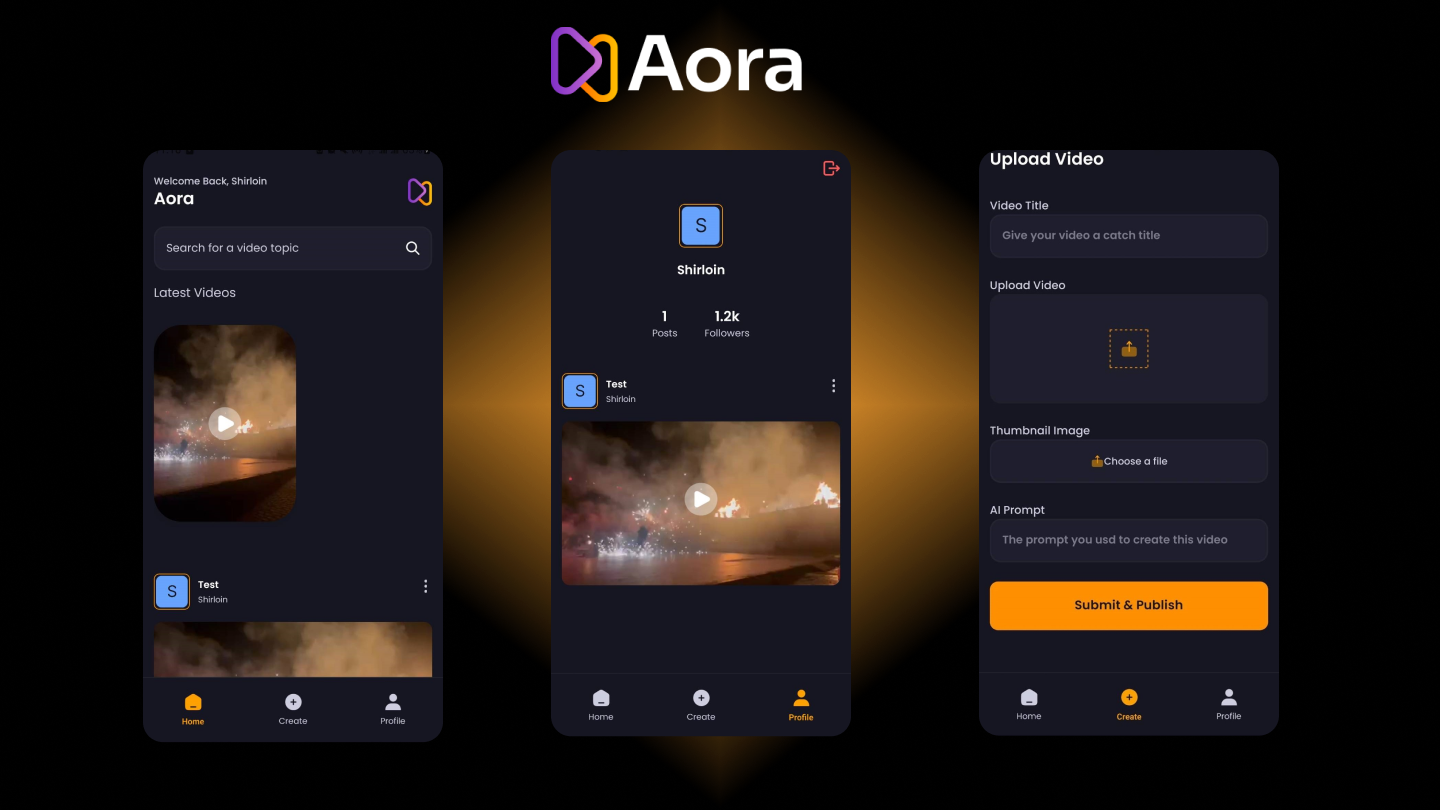 Aora
Welcome Back, Shirloin
Aora
Search for a video topic
Latest Videos
S
Test
Shirloin
Home
Create
Profile
S
Shirloin
1
1.2k
Posts
Followers
S
Test
Shirloin
Home
Create
Profile
Upload Video
Video Title
Give your video a catch title
Upload Video
Thumbnail Image
Choose a file
AI Prompt
The prompt you usd to create this video
Submit & Publish
Home
Create
Profile